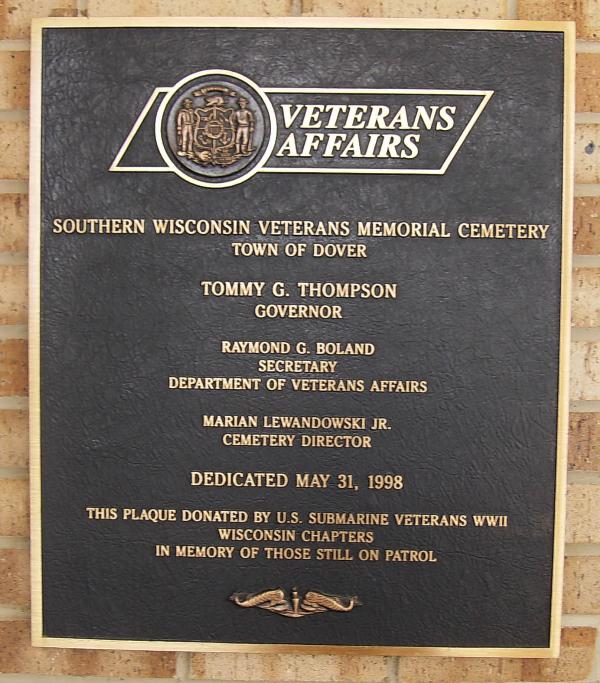 VETERANS
AFFAIRS
SOUTHERN WISCONSIN VETERANS MEMORIAL CEMETERY
TOWN OF DOVER
TOMMY G. THOMPSON
GOVERNOR
RAYMOND G. BOLAND
SECRETARY
DEPARTMENT OF VETERANS AFFAIRS
MARIAN LEWANDOWSKI JR.
CEMETERY DIRECTOR
DEDICATED MAY 31, 1998
THIS PLAQUE DONATED BY U.S. SUBMARINE VETERANS WWII
WISCONSIN CHAPTERS
IN MEMORY OF THOSE STILL ON PATROL